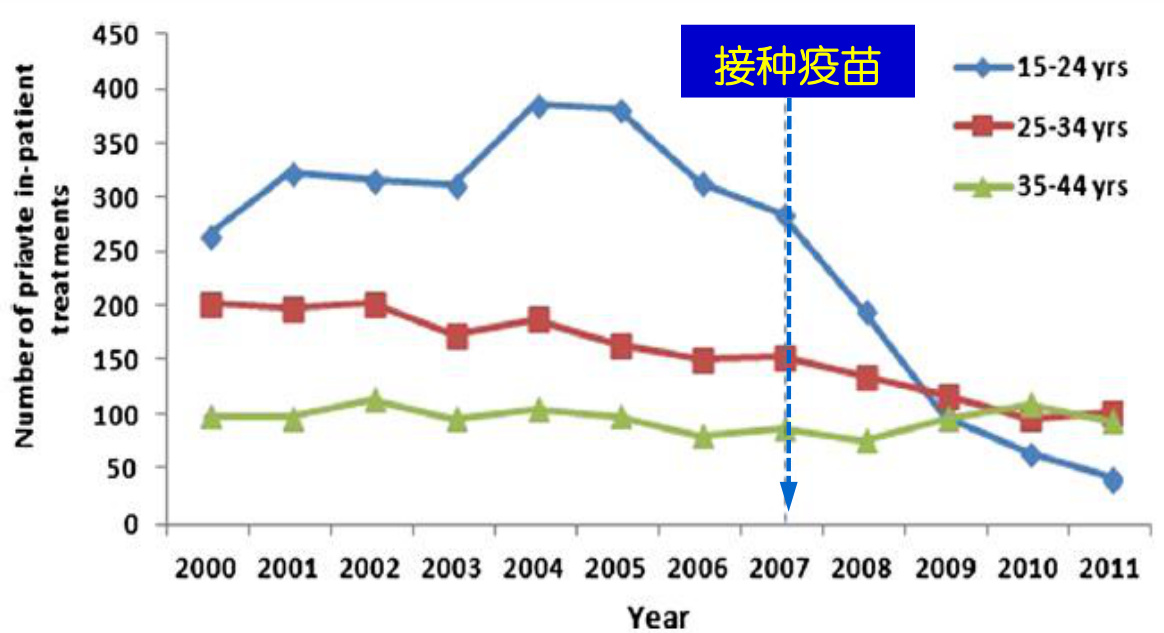 接种疫苗
450
400
350
300
250
200
150
100
50
0
Number of priavte in-patient
treatments
15-24 yrs
25-34 yrs
35-44 yrs
2000 2001 2002 2003 2004 2005 2006 2007 2008 2009 2010 2011
Year